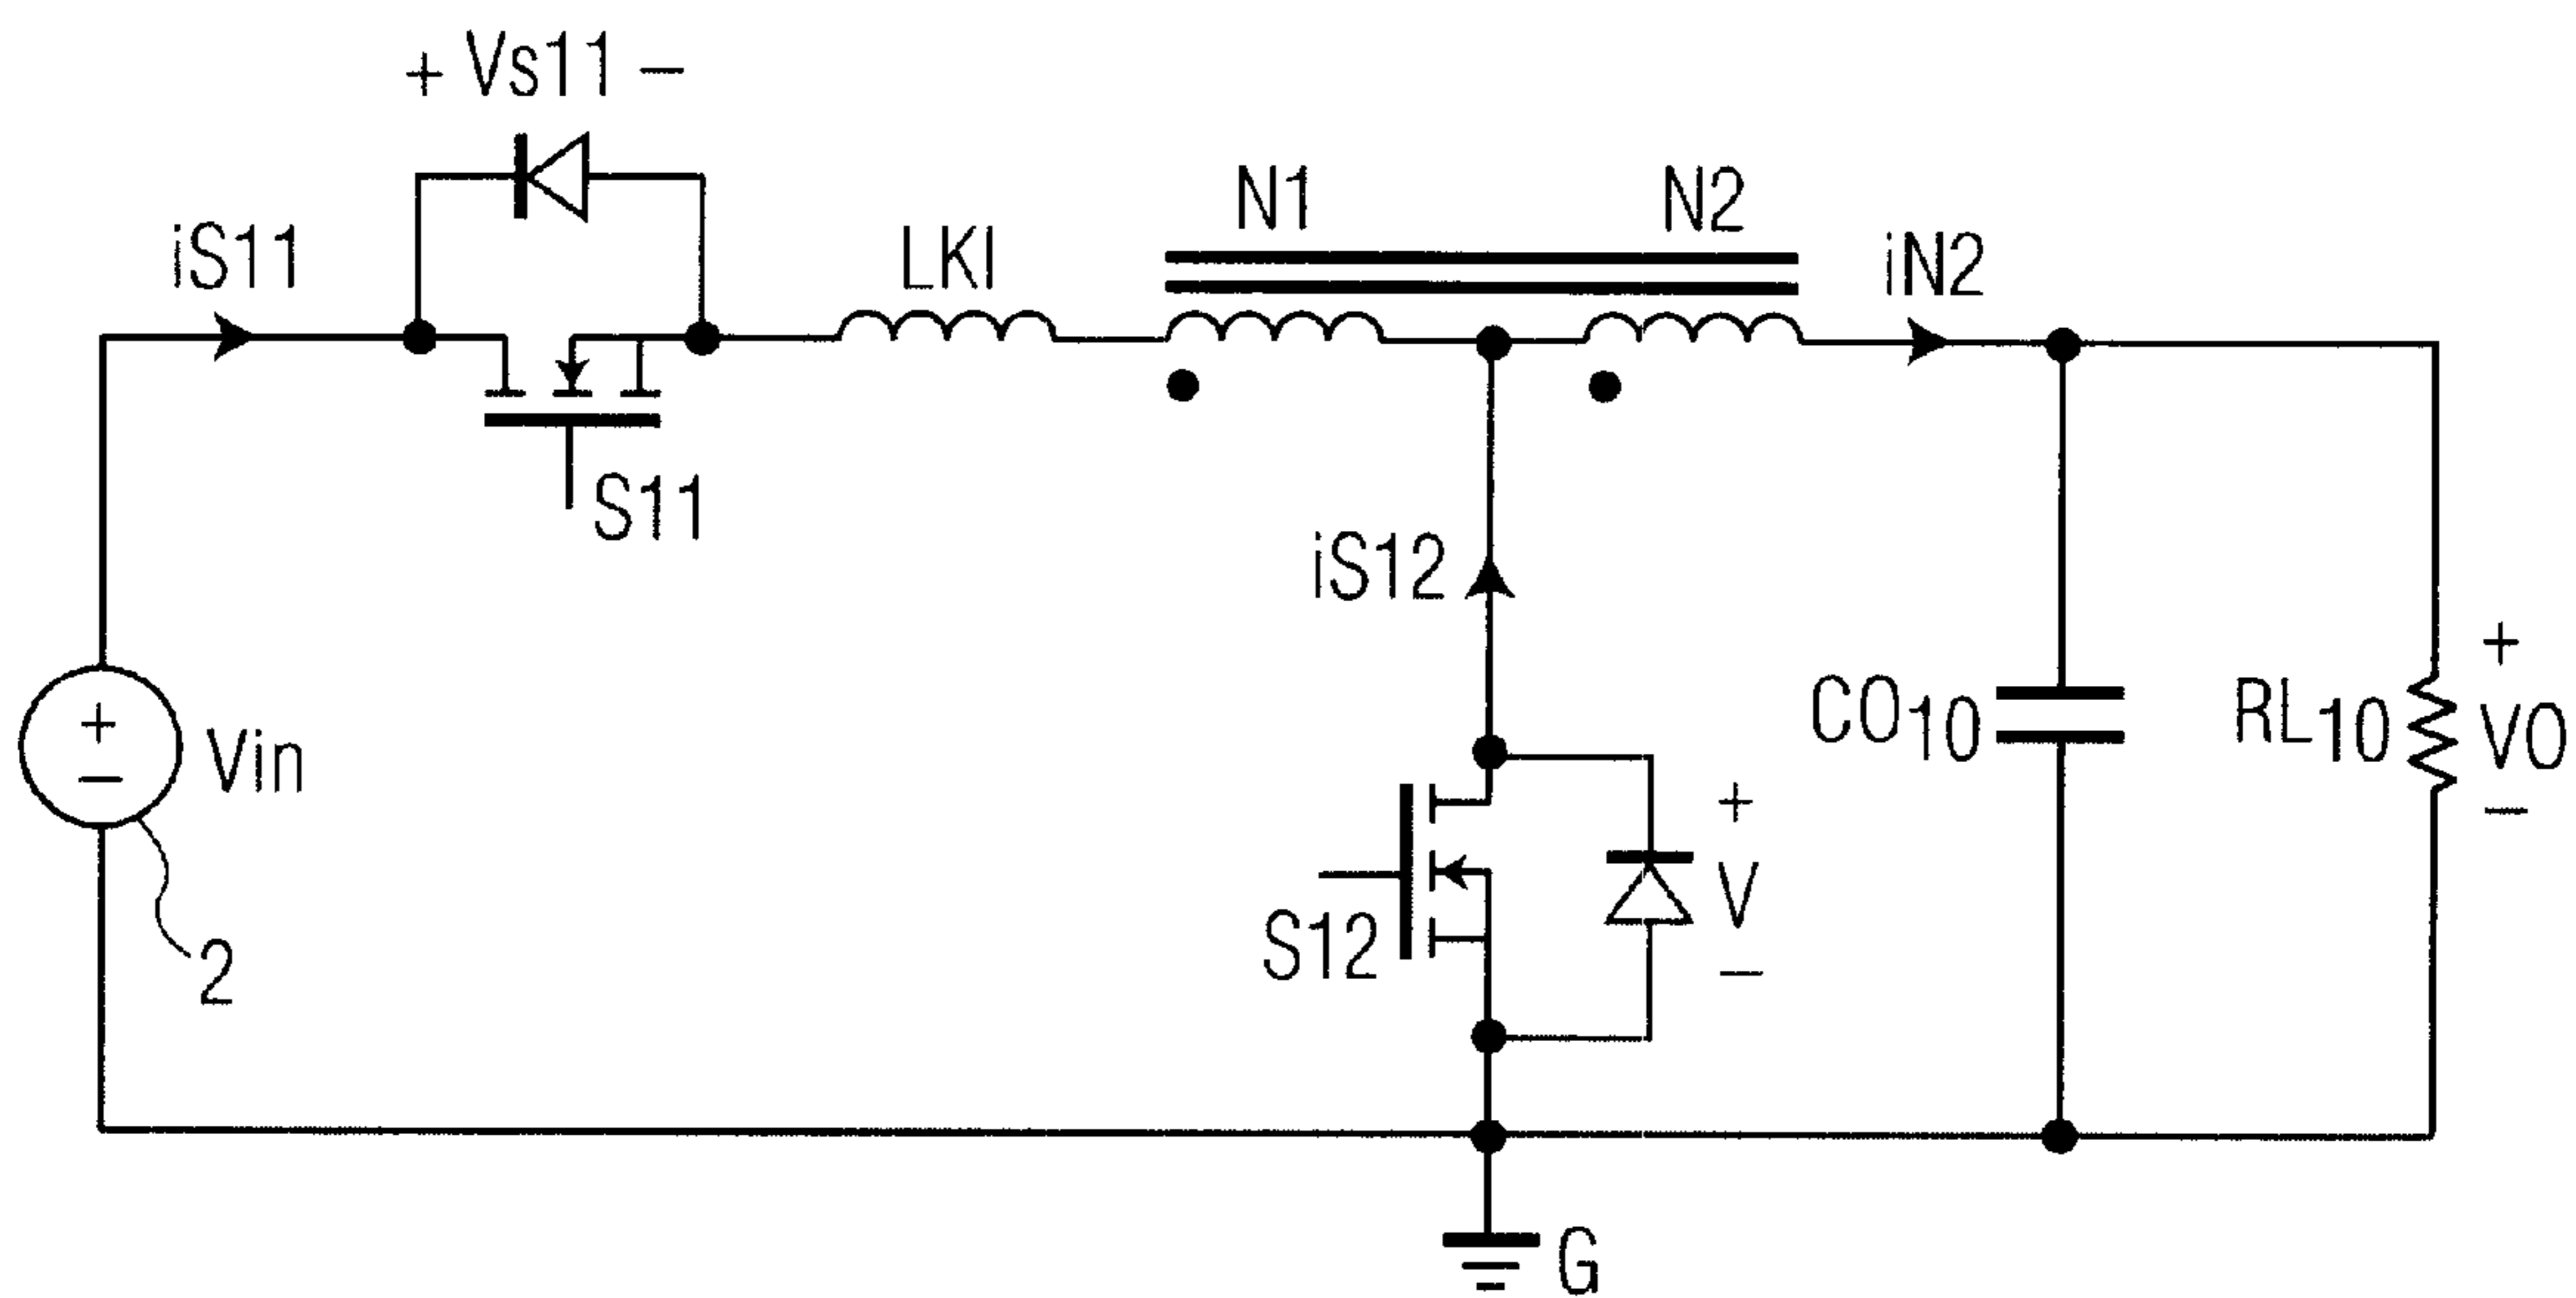 + Vs11 −
iS11
S11
LKI
N1
N2
iN2
iS12
+
−
Vin
2
S12
+
V
−
CO10
RL10
+
VO
−
G